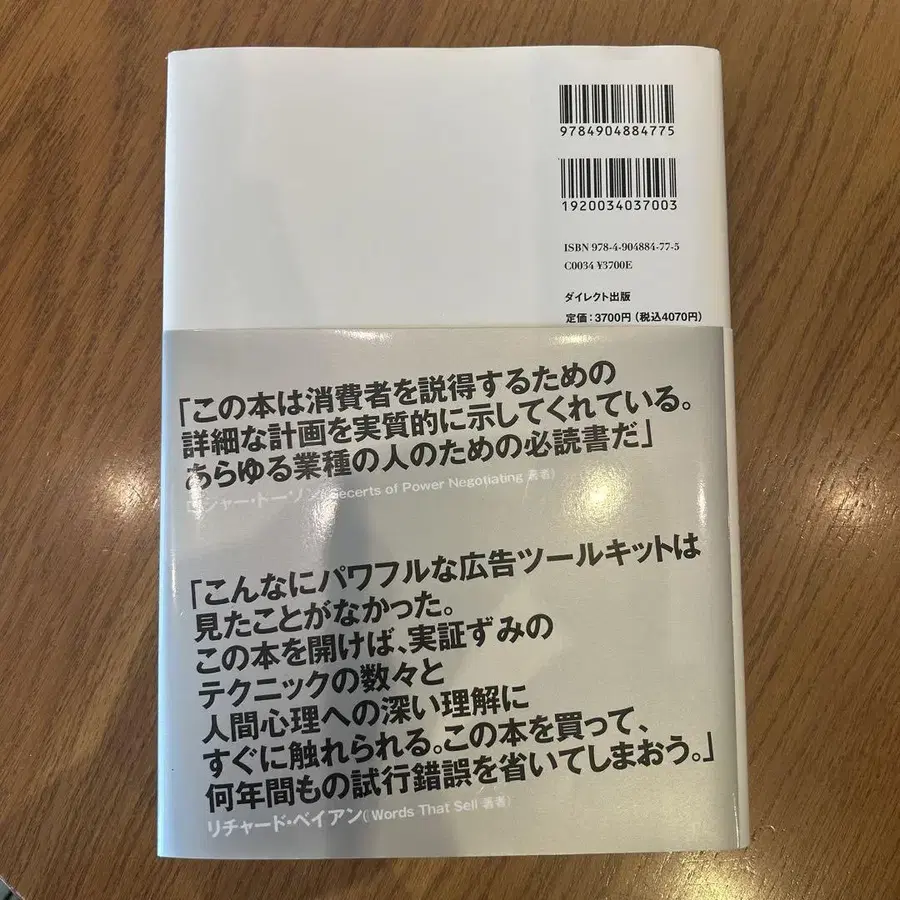 9784904884775
1920034037003
ISBN 978-4-904884-77-5
C0034 ¥3700E
ダイレクト出版
定価：3700円（税込4070円）
「この本は消費者を説得するための
詳細な計画を実質的に示してくれている。
あらゆる業種の人のための必読書だ」
ロジャー・ドーソン(Secerts of Power Negotiating 著者)
「こんなにパワフルな広告ツールキットは
見たことがなかった。
この本を開けば、実証ずみの
テクニックの数々と
人間心理への深い理解に
すぐに触れられる。この本を買って、
何年間もの試行錯誤を省いてしまおう。」
リチャード・ベイアン(Words That Sell 著者)